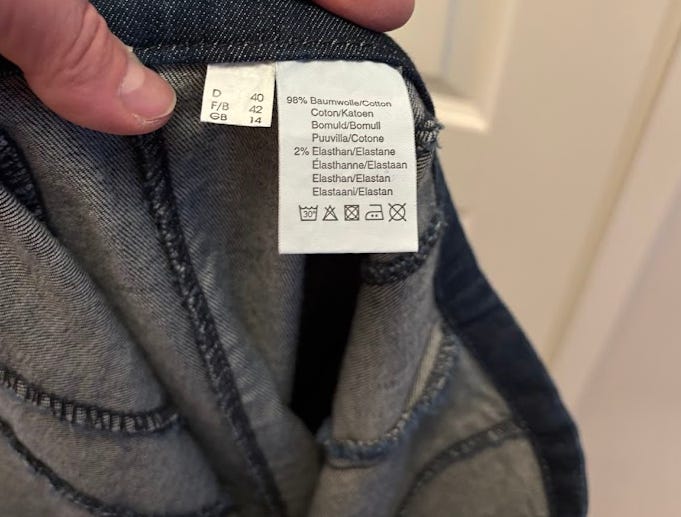 D 40
F/B 42
GB 14
98% Baumwolle/Cotton
Coton/Katoen
Bomuld/Bomull
Puuvilla/Cotone
2% Elasthan/Elastane
Élasthanne/Elastaan
Elasthan/Elastan
Elastaani/Elastan
30°